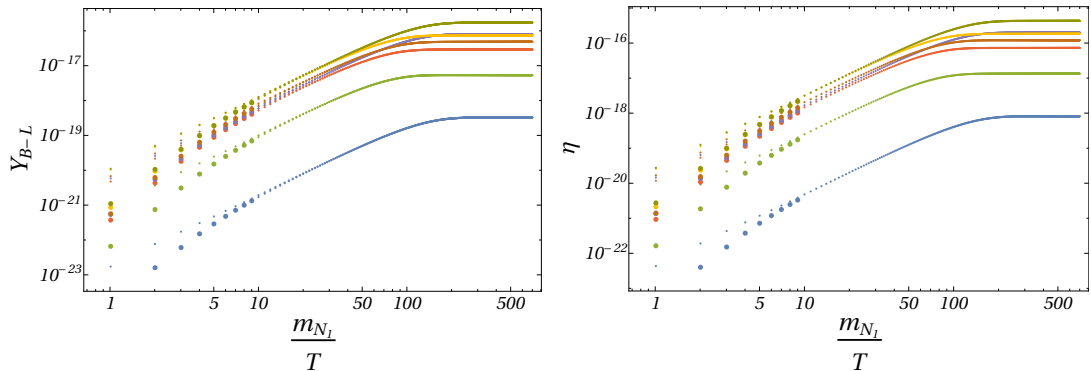 10^{-17}
10^{-19}
10^{-21}
10^{-23}
Y_{B-L}
1 5 10 50 100 500
m_{N_1}
T
10^{-16}
10^{-18}
10^{-20}
10^{-22}
η
1 5 10 50 100 500
m_{N_1}
T